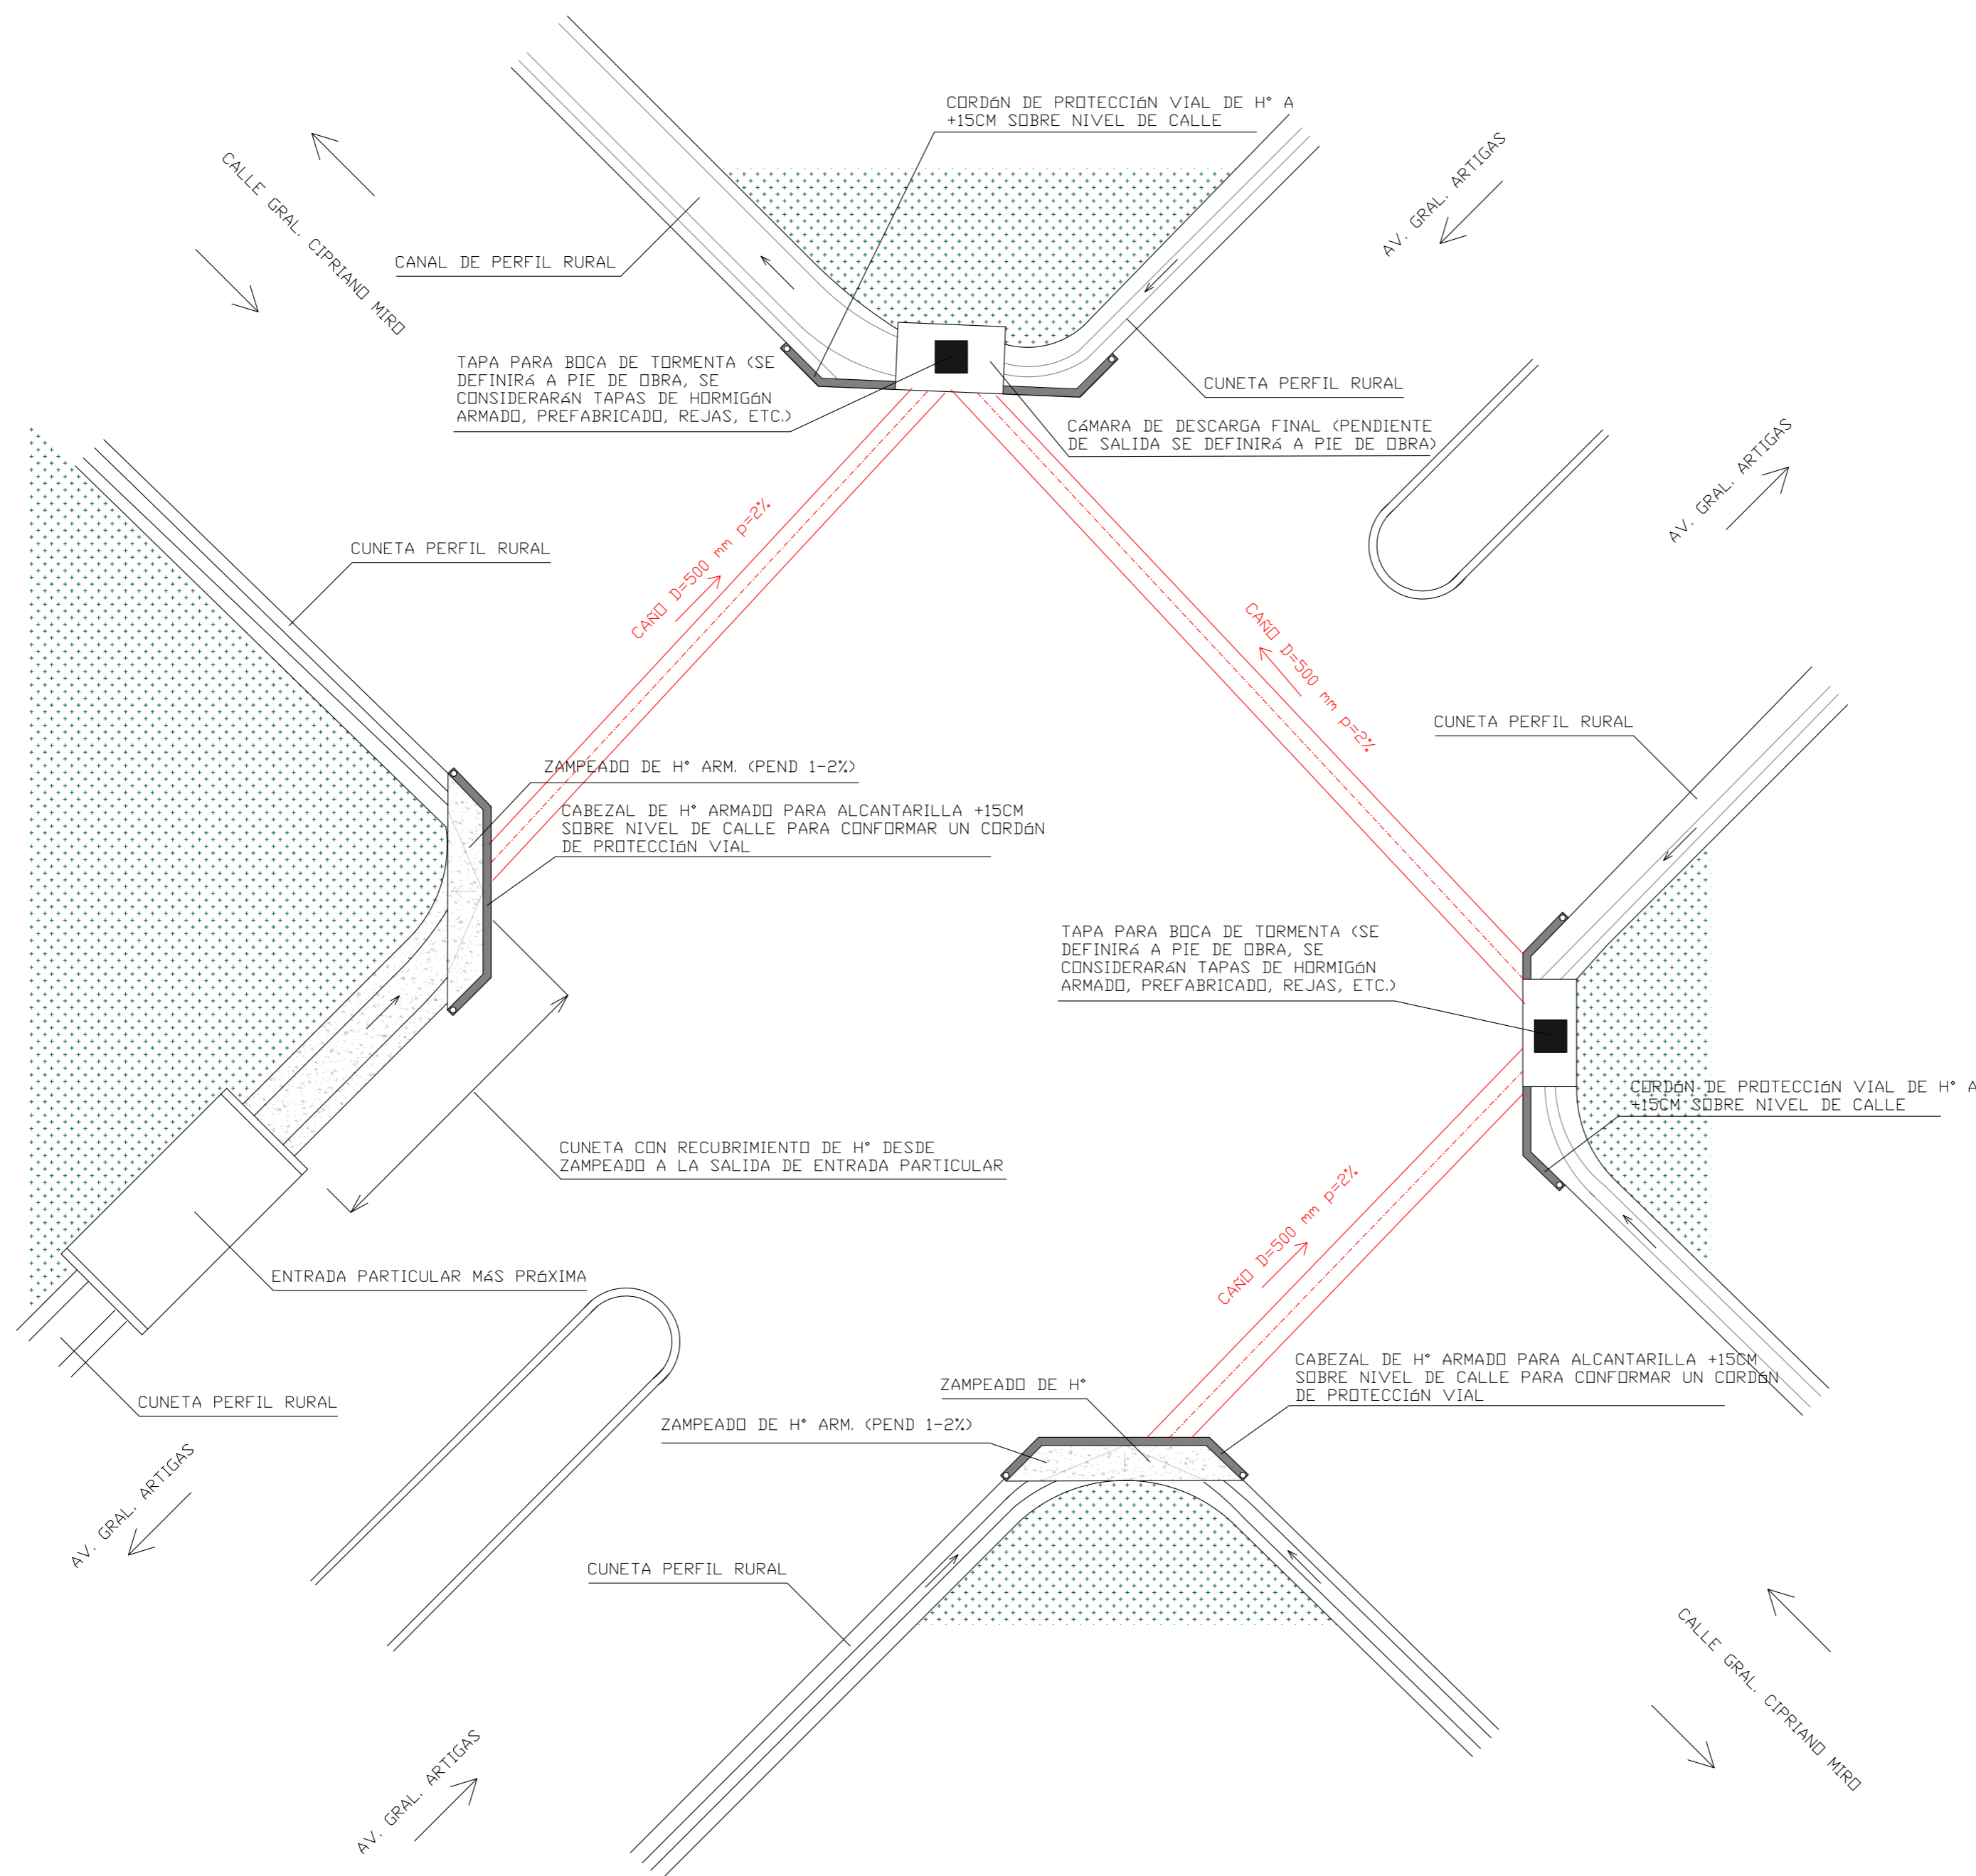 CORDóN DE PROTECCIóN VIAL DE H° A
+15CM SOBRE NIVEL DE CALLE
AV. GRAL. ARTIGAS
CALLE GRAL. CIPRIANO MIRO
CANAL DE PERFIL RURAL
TAPA PARA BOCA DE TORMENTA (SE
DEFINIRá A PIE DE OBRA, SE
CONSIDERARáN TAPAS DE HORMIGóN
ARMADO, PREFABRICADO, REJAS, ETC.)
CUNETA PERFIL RURAL
CáMARA DE DESCARGA FINAL (PENDIENTE
DE SALIDA SE DEFINIRá A PIE DE OBRA)
AV. GRAL. ARTIGAS
CUNETA PERFIL RURAL
CAÑO D=500 mm p=2%
CAÑO D=500 mm p=2%
CUNETA PERFIL RURAL
ZAMPEADO DE H° ARM. (PEND 1-2%)
CABEZAL DE H° ARMADO PARA ALCANTARILLA +15CM
SOBRE NIVEL DE CALLE PARA CONFORMAR UN CORDóN
DE PROTECCIóN VIAL
TAPA PARA BOCA DE TORMENTA (SE
DEFINIRá A PIE DE OBRA, SE
CONSIDERARáN TAPAS DE HORMIGóN
ARMADO, PREFABRICADO, REJAS, ETC.)
CORDóN DE PROTECCIóN VIAL DE H° A
+15CM SOBRE NIVEL DE CALLE
CUNETA CON RECUBRIMIENTO DE H° DESDE
ZAMPEADO A LA SALIDA DE ENTRADA PARTICULAR
CAÑO D=500 mm p=2%
ENTRADA PARTICULAR MáS PRóXIMA
CABEZAL DE H° ARMADO PARA ALCANTARILLA +15CM
SOBRE NIVEL DE CALLE PARA CONFORMAR UN CORDóN
DE PROTECCIóN VIAL
ZAMPEADO DE H°
CUNETA PERFIL RURAL
ZAMPEADO DE H° ARM. (PEND 1-2%)
AV. GRAL. ARTIGAS
CUNETA PERFIL RURAL
CALLE GRAL. CIPRIANO MIRO
AV. GRAL. ARTIGAS